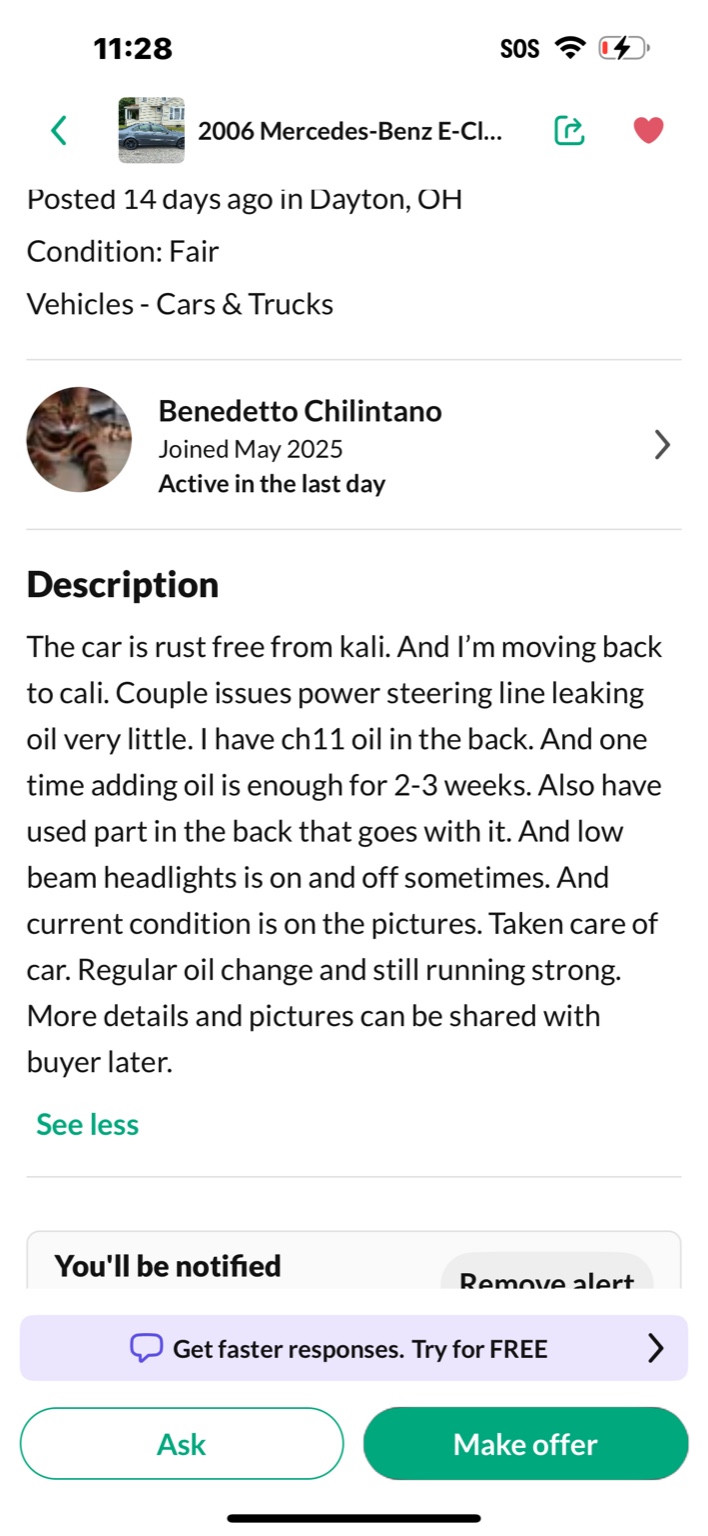 11:28
SOS
2006 Mercedes-Benz E-Cl...
Posted 14 days ago in Dayton, OH
Condition: Fair
Vehicles - Cars & Trucks
Benedetto Chilintano
Joined May 2025
Active in the last day
Description
The car is rust free from kali. And I’m moving back
to cali. Couple issues power steering line leaking
oil very little. I have ch11 oil in the back. And one
time adding oil is enough for 2-3 weeks. Also have
used part in the back that goes with it. And low
beam headlights is on and off sometimes. And
current condition is on the pictures. Taken care of
car. Regular oil change and still running strong.
More details and pictures can be shared with
buyer later.
See less
You'll be notified
Remove alert
Get faster responses. Try for FREE
Ask
Make offer